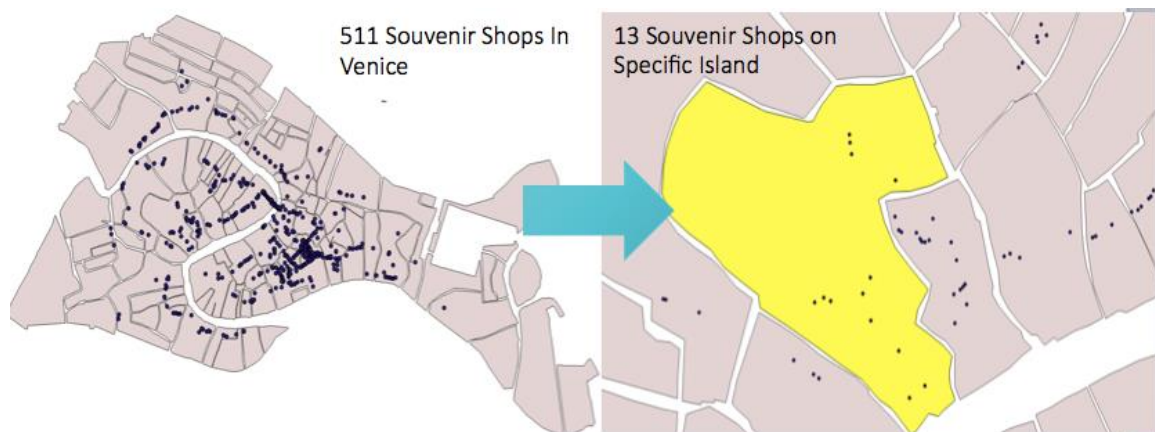 511 Souvenir Shops In
Venice
13 Souvenir Shops on
Specific Island